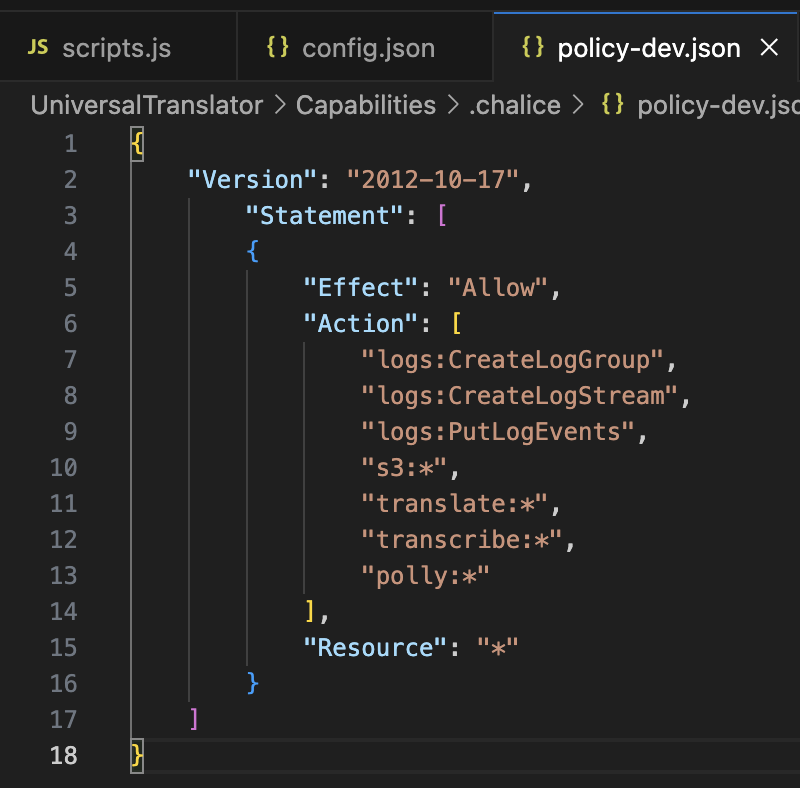 JS scripts.js {} config.json {} policy-dev.json ×
UniversalTranslator > Capabilities > .chalice > {} policy-dev.jso
1 {
2 "Version": "2012-10-17",
3 "Statement": [
4 {
5 "Effect": "Allow",
6 "Action": [
7 "logs:CreateLogGroup",
8 "logs:CreateLogStream",
9 "logs:PutLogEvents",
10 "s3:*",
11 "translate:*",
12 "transcribe:*",
13 "polly:*"
14 ],
15 "Resource": "*"
16 }
17 ]
18 }